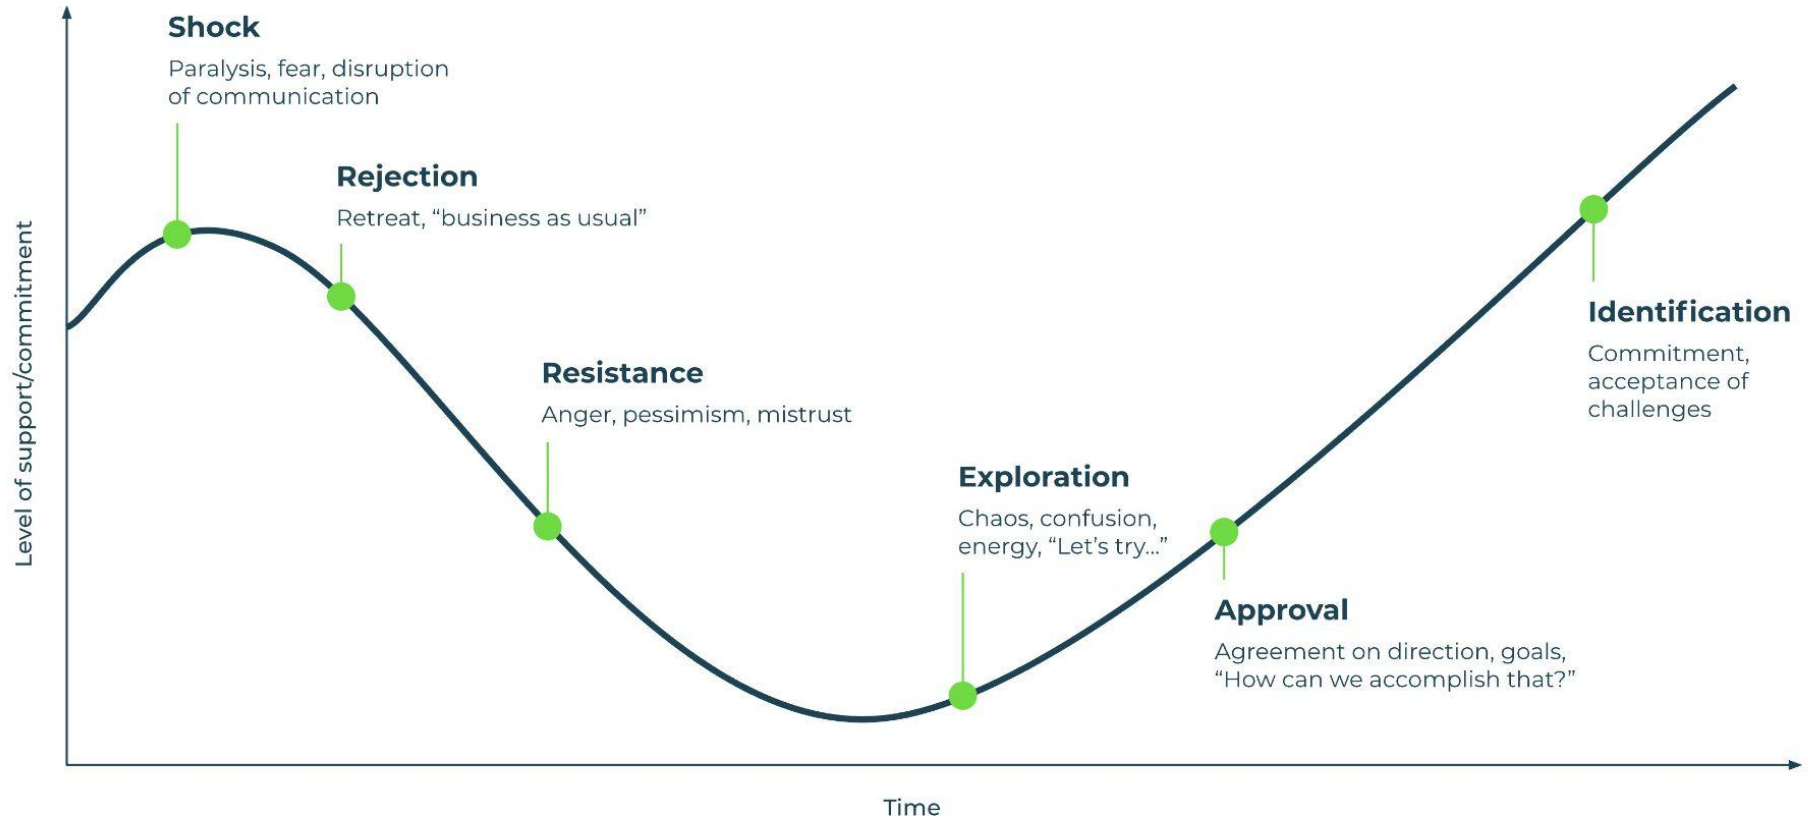 Shock
Paralysis, fear, disruption
of communication
Rejection
Retreat, “business as usual”
Resistance
Anger, pessimism, mistrust
Exploration
Chaos, confusion,
energy, “Let’s try...”
Approval
Agreement on direction, goals,
“How can we accomplish that?”
Identification
Commitment,
acceptance of
challenges
Level of support/commitment
Time